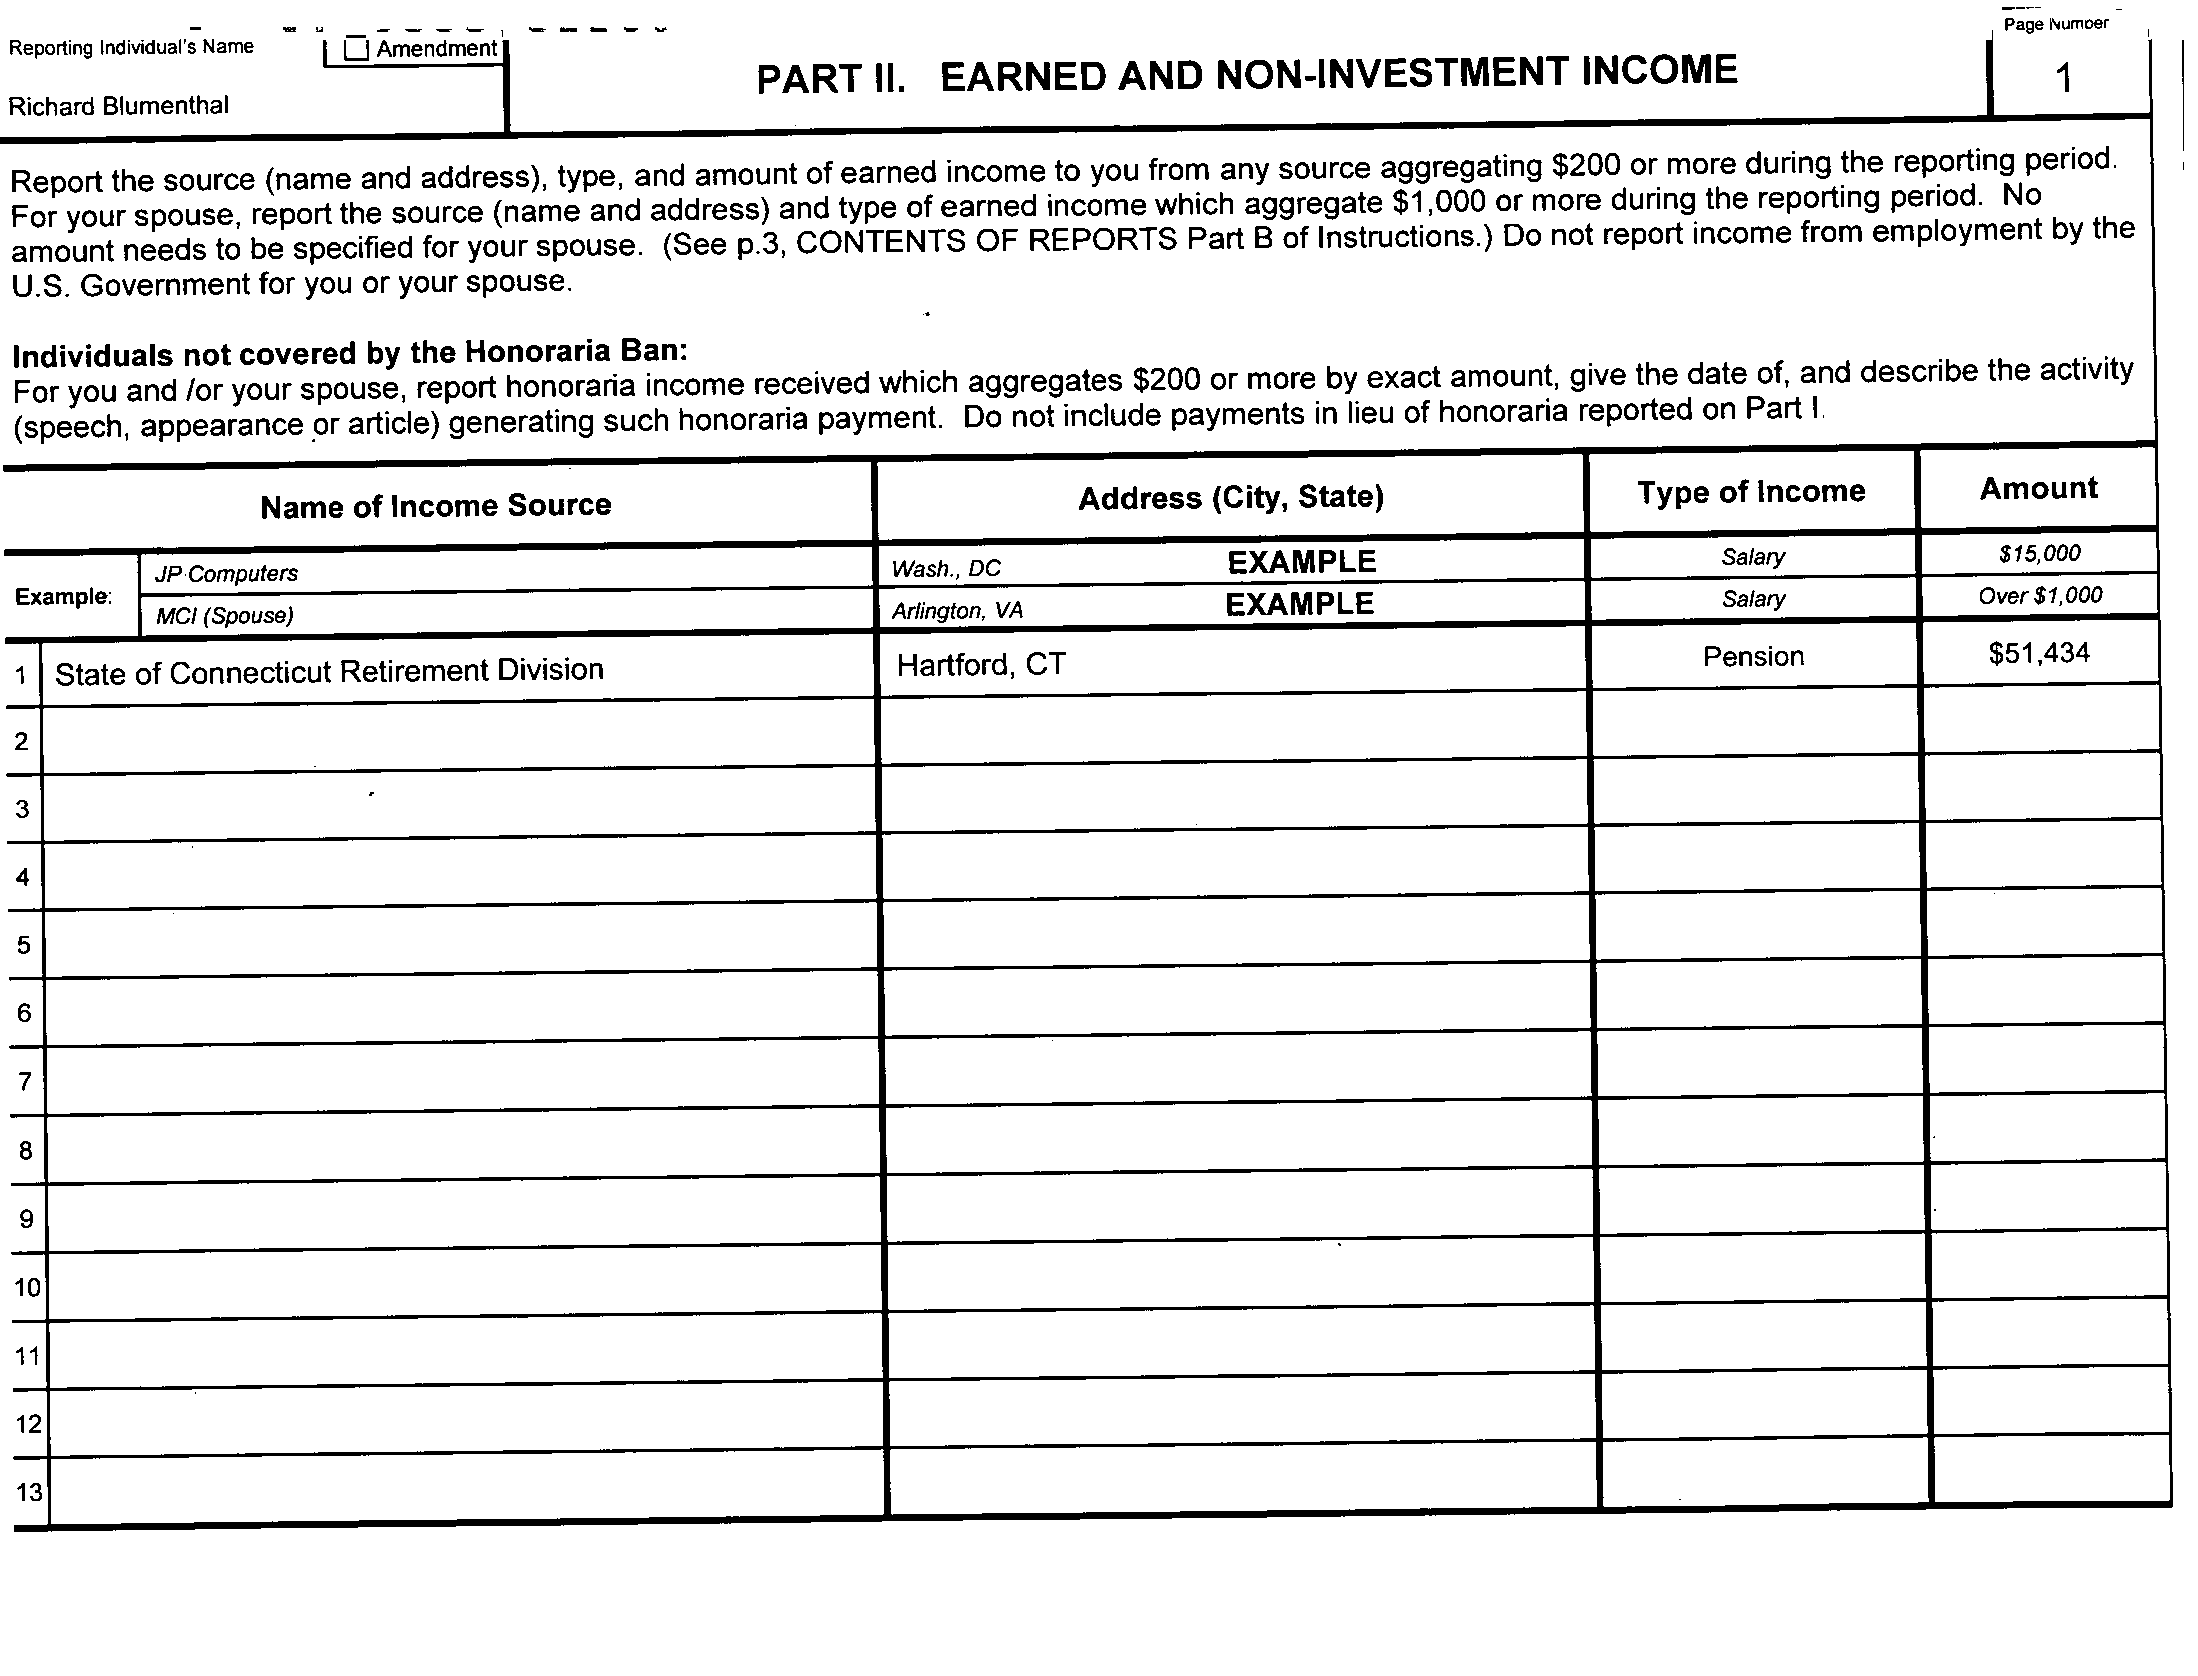 Reporting Individual's Name
Amendment
Page Number
PART II. EARNED AND NON-INVESTMENT INCOME
1
Richard Blumenthal
Report the source (name and address), type, and amount of earned income to you from any source aggregating $200 or more during the reporting period.
For your spouse, report the source (name and address) and type of earned income which aggregate $1,000 or more during the reporting period. No
amount needs to be specified for your spouse. (See p.3, CONTENTS OF REPORTS Part B of Instructions.) Do not report income from employment by the
U.S. Government for you or your spouse.
Individuals not covered by the Honoraria Ban:
For you and /or your spouse, report honoraria income received which aggregates $200 or more by exact amount, give the date of, and describe the activity
(speech, appearance or article) generating such honoraria payment. Do not include payments in lieu of honoraria reported on Part I.
Name of Income Source Address (City, State) Type of Income Amount
Example: JP Computers Wash., DC EXAMPLE Salary $15,000
MCI (Spouse) Arlington, VA EXAMPLE Salary Over $1,000
1 State of Connecticut Retirement Division Hartford, CT Pension $51,434
2
3
4
5
6
7
8
9
10
11
12
13